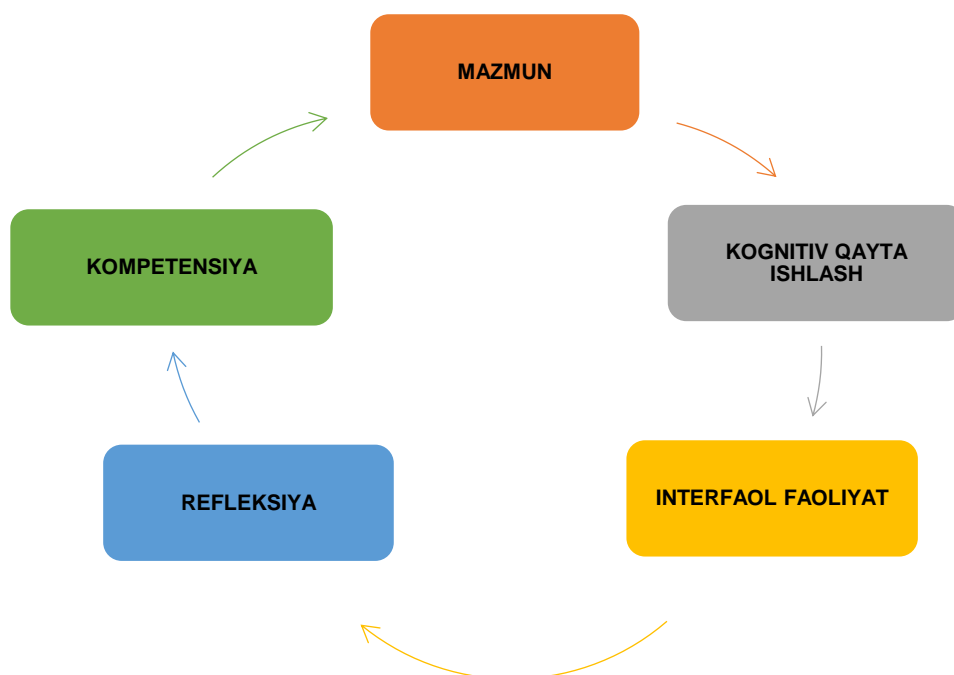 MAZMUN
KOGNITIV QAYTA
ISHLASH
INTERFAOL FAOLIYAT
REFLEKSIYA
KOMPETENSIYA